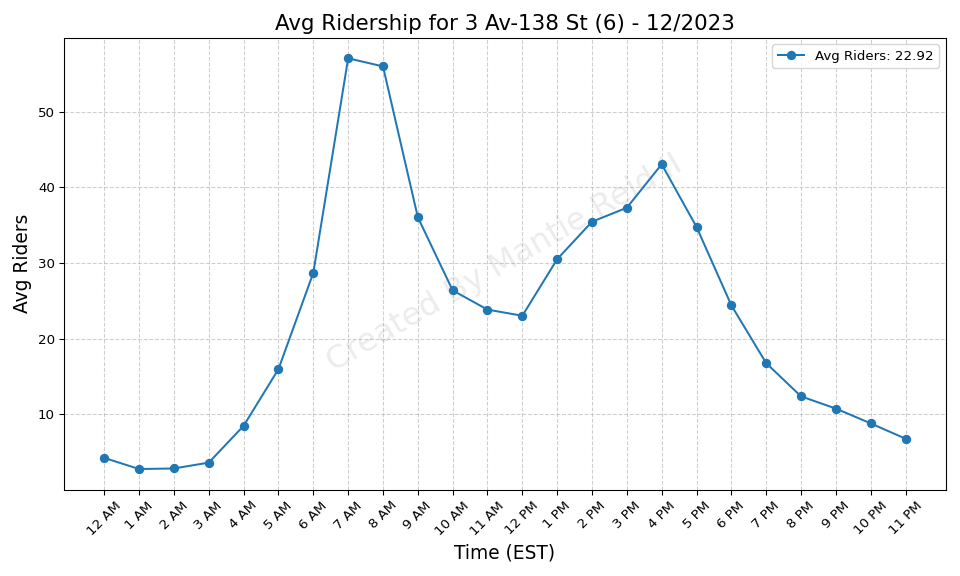 Avg Ridership for 3 Av-138 St (6) - 12/2023
Avg Riders: 22.92
Avg Riders
50
40
30
20
10
Created By Mantie Reid II
12 AM
1 AM
2 AM
3 AM
4 AM
5 AM
6 AM
7 AM
8 AM
9 AM
10 AM
11 AM
12 PM
1 PM
2 PM
3 PM
4 PM
5 PM
6 PM
7 PM
8 PM
9 PM
10 PM
11 PM
Time (EST)